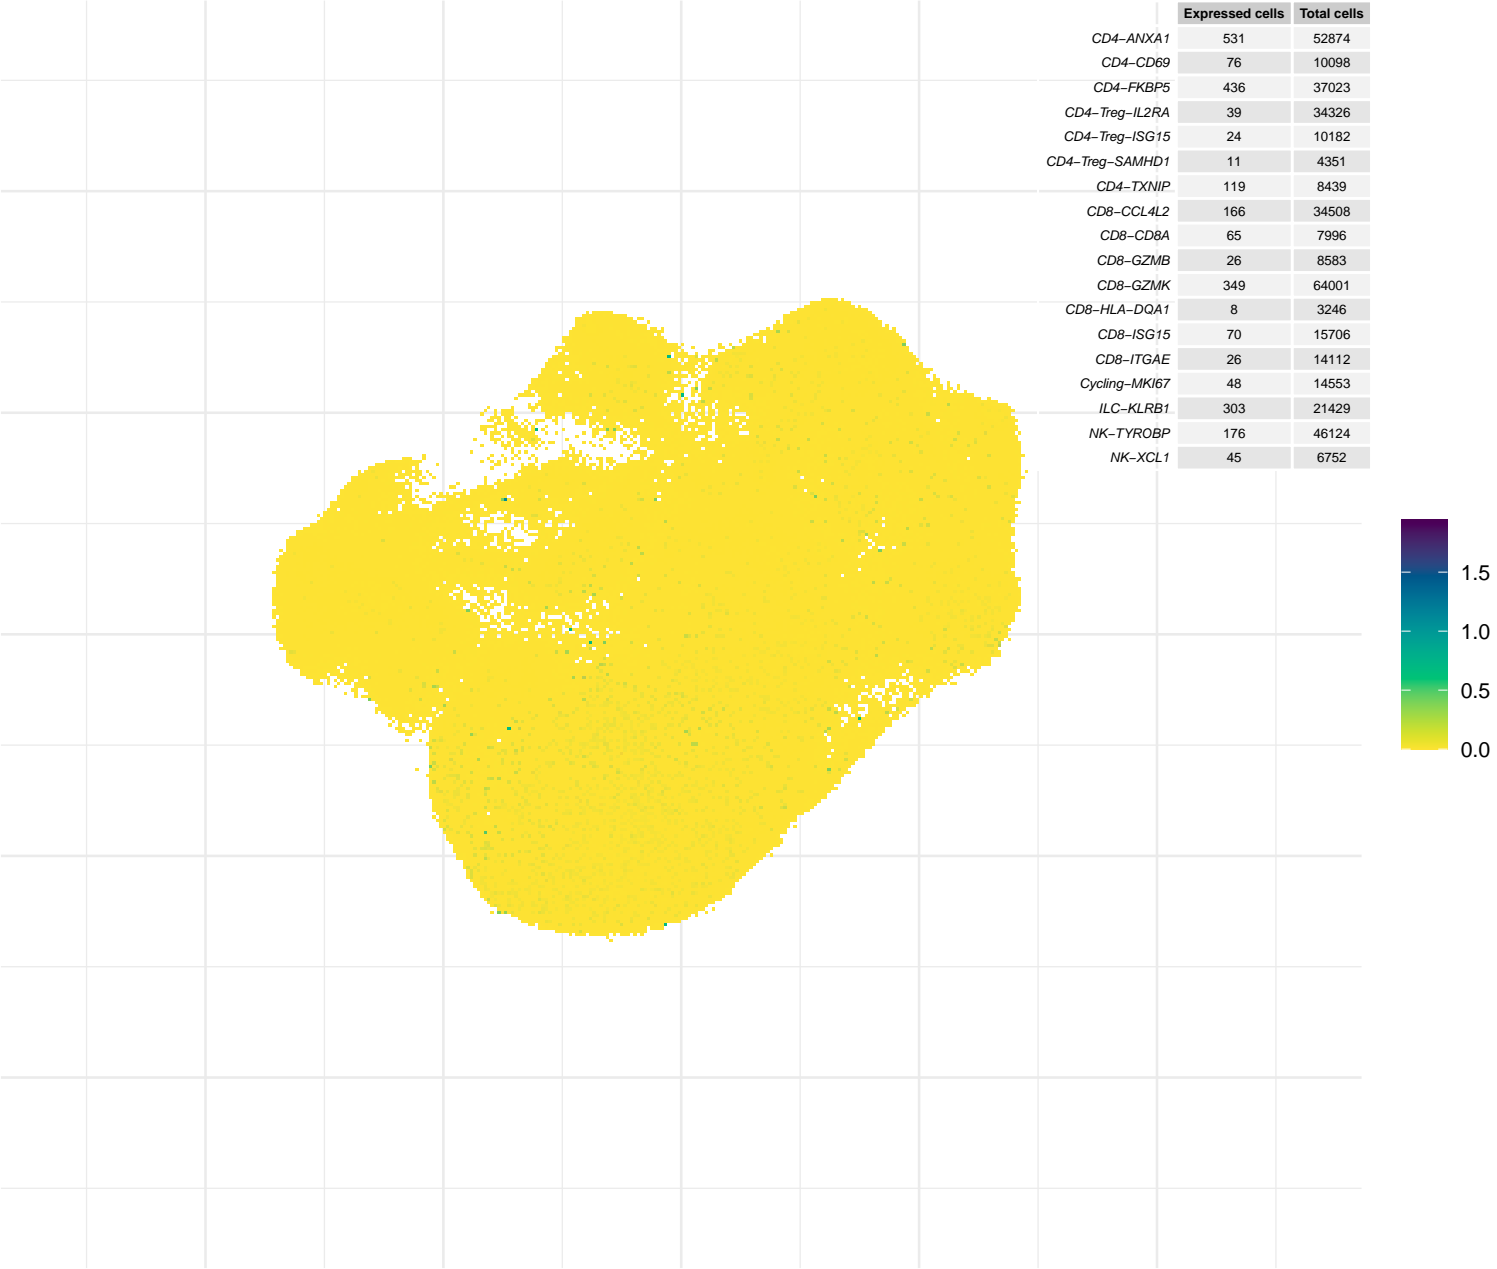 Expressed cells Total cells
CD4−ANXA1 531 52874
CD4−CD69 76 10098
CD4−FKBP5 436 37023
CD4−Treg−IL2RA 39 34326
CD4−Treg−ISG15 24 10182
CD4−Treg−SAMHD1 11 4351
CD4−TXNIP 119 8439
CD8−CCL4L2 166 34508
CD8−CD8A 65 7996
CD8−GZMB 26 8583
CD8−GZMK 349 64001
CD8−HLA−DQA1 8 3246
CD8−ISG15 70 15706
CD8−ITGAE 26 14112
Cycling−MKI67 48 14553
ILC−KLRB1 303 21429
NK−TYROBP 176 46124
NK−XCL1 45 6752
1.5
1.0
0.5
0.0